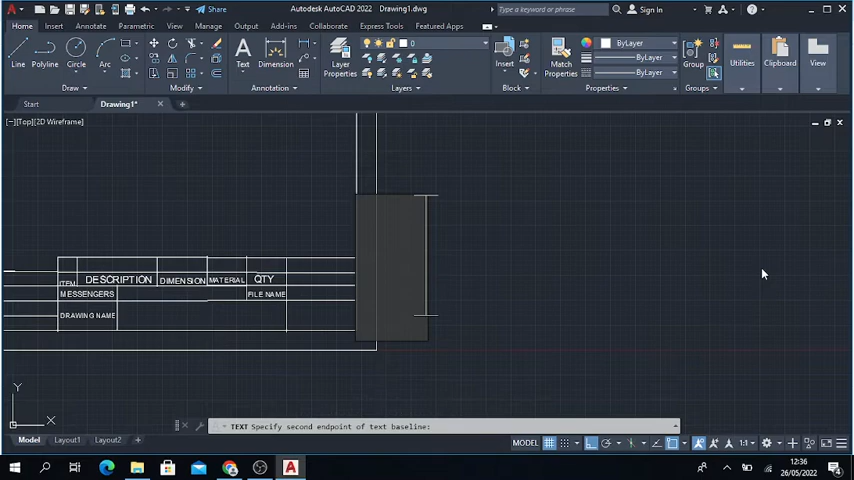 Share
Autodesk AutoCAD 2022 Drawing1.dwg
Type a keyword or phrase
Sign In
Home Insert Annotate Parametric View Manage Output Add-ins Collaborate Express Tools Featured Apps
Line Polyline Circle Arc
Text Dimension
Layer Properties
0
Insert
Match Properties
ByLayer
ByLayer
ByLayer
Group
Utilities
Clipboard
View
Draw Modify Annotation Layers Block Properties Groups
Start Drawing1*
[−][Top][2D Wireframe]
ITEM DESCRIPTION DIMENSION MATERIAL QTY
MESSENGERS FILE NAME
DRAWING NAME
Y
X
TEXT Specify second endpoint of text baseline:
Model Layout1 Layout2
MODEL 1:1
12:36
26/05/2022
4